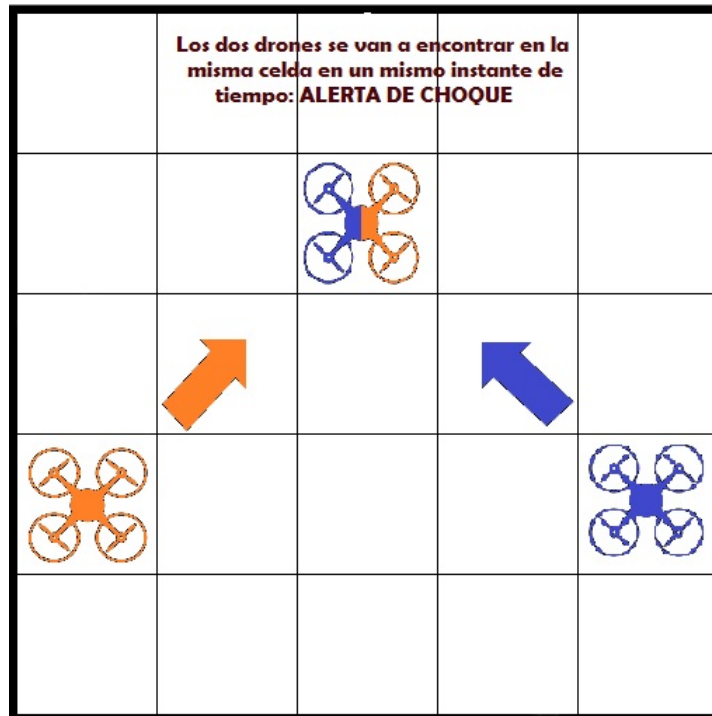 Los dos drones se van a encontrar en la
misma celda en un mismo instante de
tiempo: ALERTA DE CHOQUE